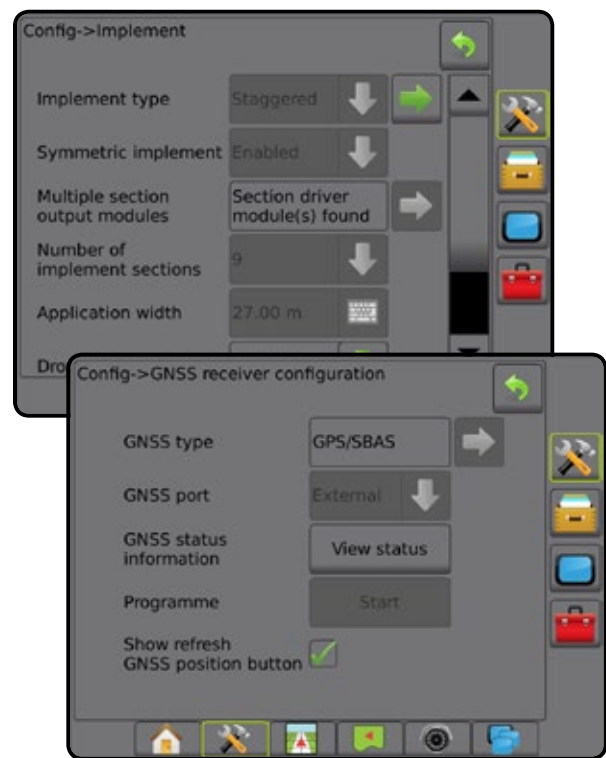 Config->Implement
Implement type Staggered
Symmetric implement Enabled
Multiple section
output modules
Section driver
module(s) found
Number of
implement sections
9
Application width 27.00 m
Dro
Config->GNSS receiver configuration
GNSS type GPS/SBAS
GNSS port External
GNSS status
information
View status
Programme Start
Show refresh
GNSS position button